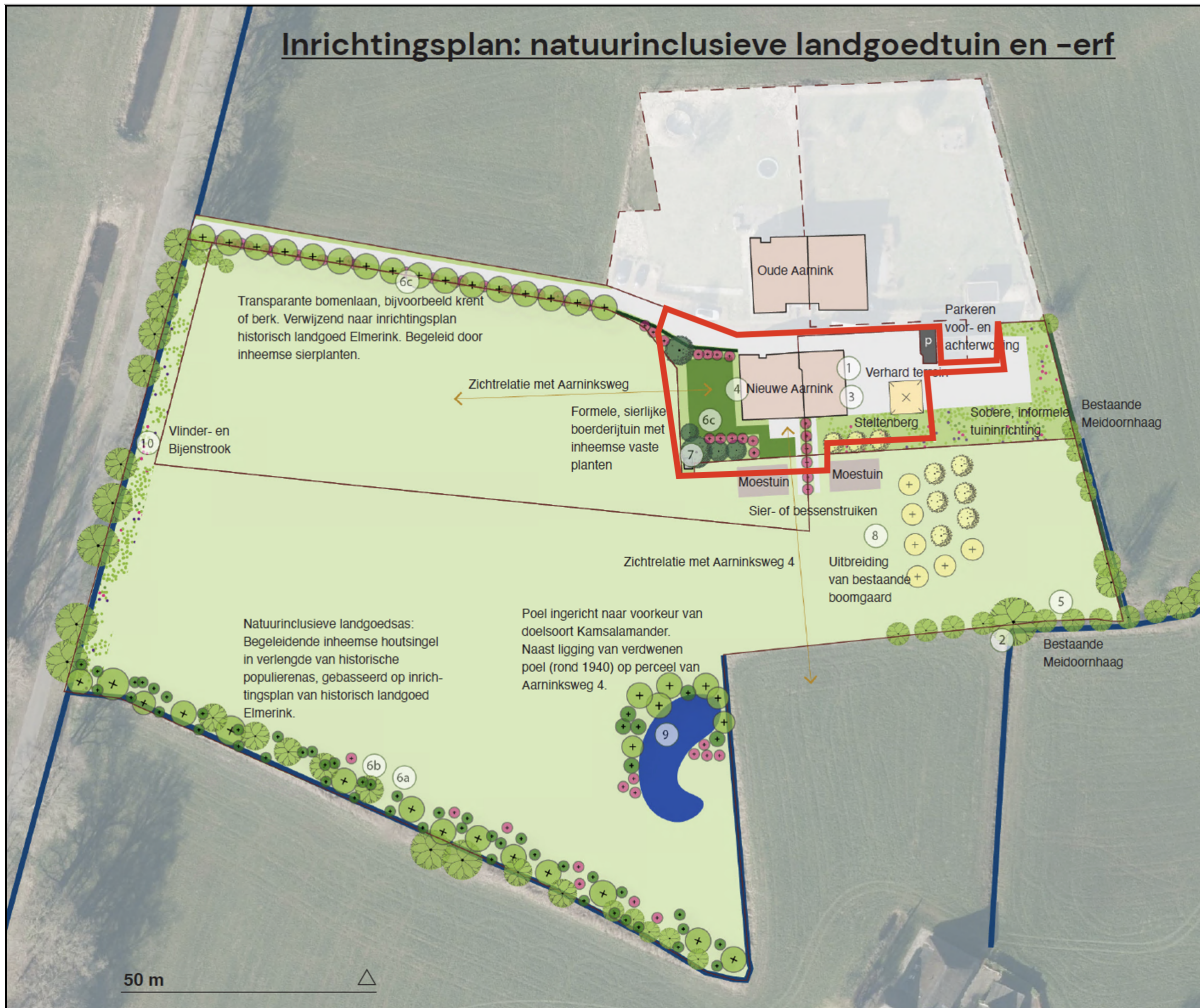 Inrichtingsplan: natuurinclusieve landgoedtuin en -erf
Oude Aarnink
6c
Transparante bomenlaan, bijvoorbeeld krent
of berk. Verwijzend naar inrichtingsplan
historisch landgoed Elmerink. Begeleid door
inheemse sierplanten.
Parkeren
voor- en
achterwoning
P
Zichtrelatie met Aarninksweg
4
Nieuwe Aarnink
1
3
Verhard terrein
Steltenberg
Sobere, informele
tuininrichting
Bestaande
Meidoornhaag
Formele, sierlijke
boerderijtuin met
inheemse vaste
planten
6c
7
10
Vlinder- en
Bijenstrook
Moestuin
Moestuin
Sier- of bessenstruiken
8
Uitbreiding
van bestaande
boomgaard
Zichtrelatie met Aarninksweg 4
5
2
Bestaande
Meidoornhaag
Natuurinclusieve landgoedsas:
Begeleidende inheemse houtsingel
in verlengde van historische
populierenas, gebasseerd op inrich-
tingsplan van historisch landgoed
Elmerink.
Poel ingericht naar voorkeur van
doelsoort Kamsalamander.
Naast ligging van verdwenen
poel (rond 1940) op perceel van
Aarninksweg 4.
9
6b
6a
50 m